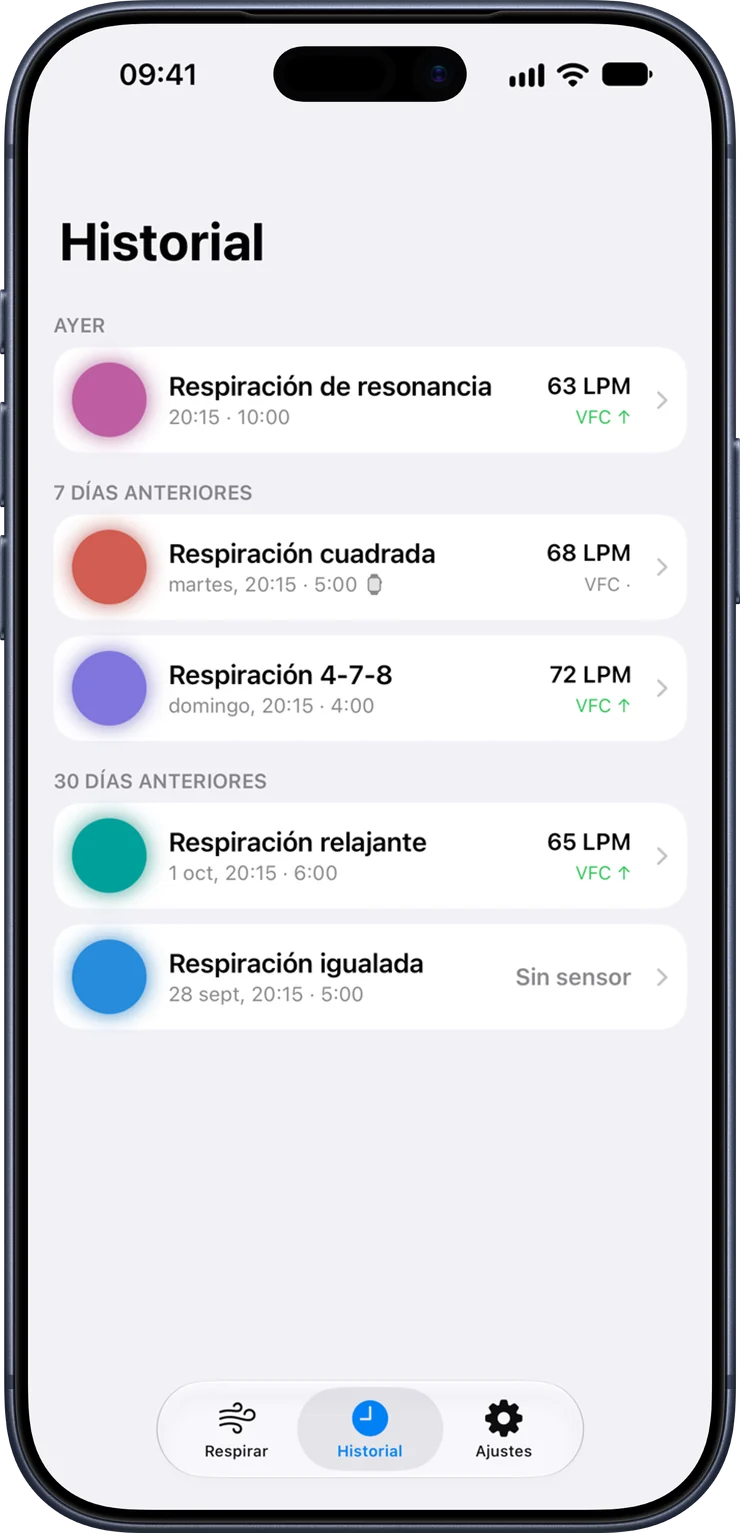 09:41
Historial
AYER
Respiración de resonancia
63 LPM
20:15 · 10:00
VFC ↑
7 DÍAS ANTERIORES
Respiración cuadrada
68 LPM
martes, 20:15 · 5:00
VFC ·
Respiración 4-7-8
72 LPM
domingo, 20:15 · 4:00
VFC ↑
30 DÍAS ANTERIORES
Respiración relajante
65 LPM
1 oct, 20:15 · 6:00
VFC ↑
Respiración igualada
Sin sensor
28 sept, 20:15 · 5:00
Respirar
Historial
Ajustes